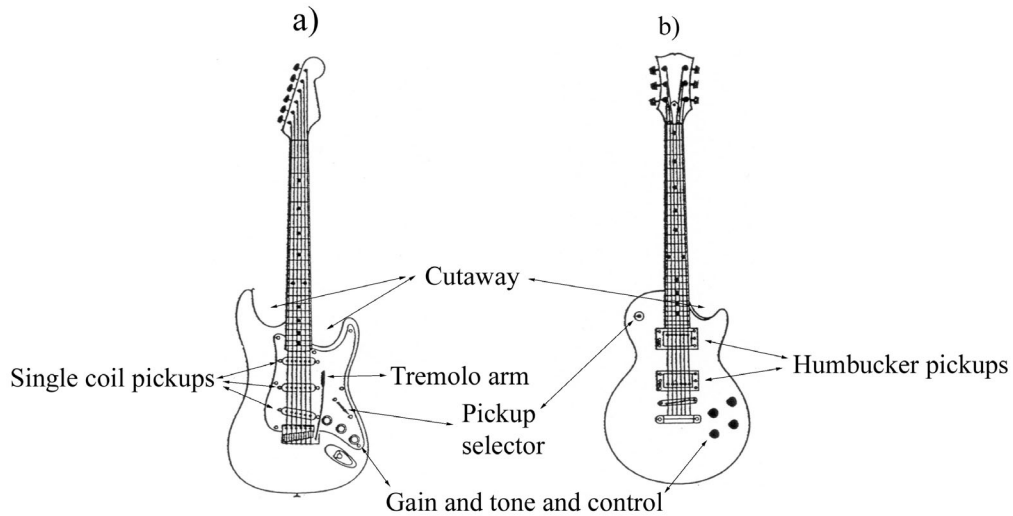 a)
b)
Cutaway
Single coil pickups
Tremolo arm
Humbucker pickups
Pickup
selector
Gain and tone and control